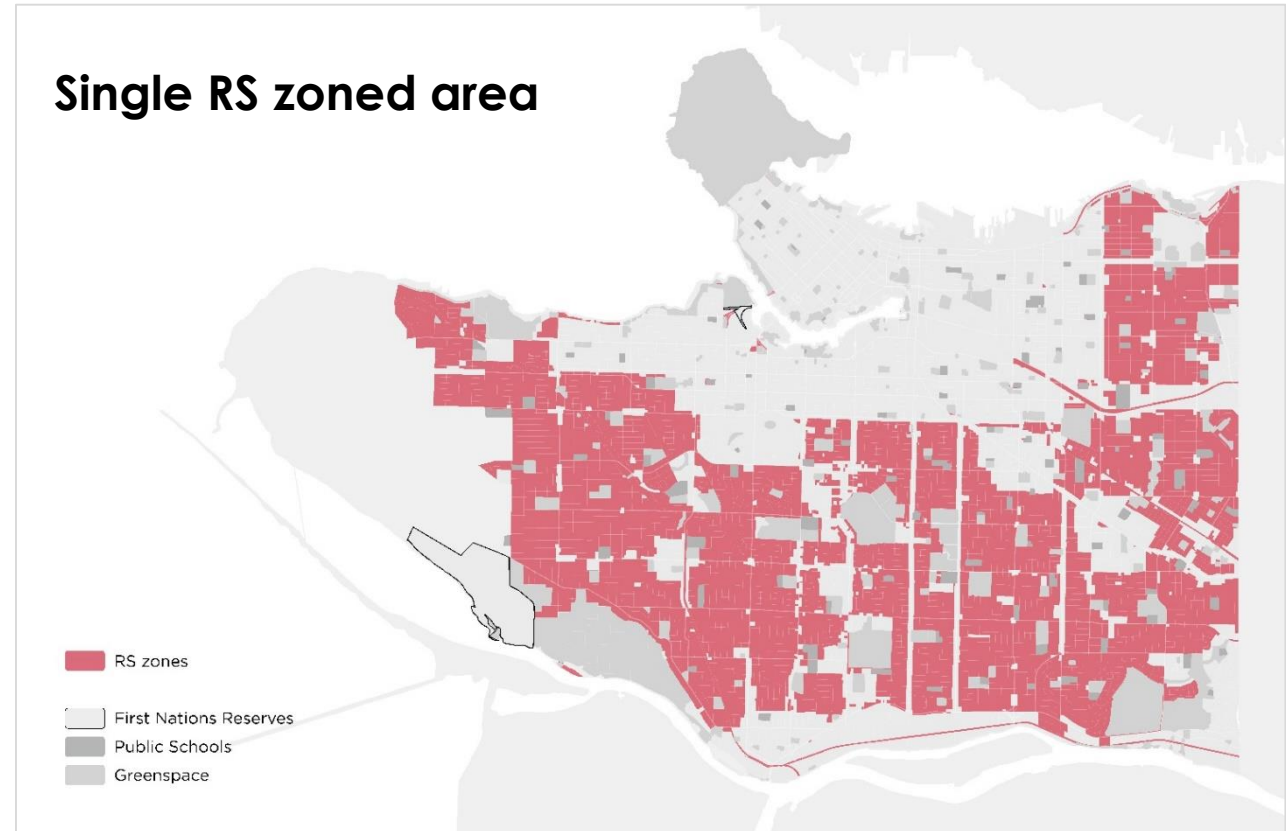 Single RS zoned area
RS zones
First Nations Reserves
Public Schools
Greenspace